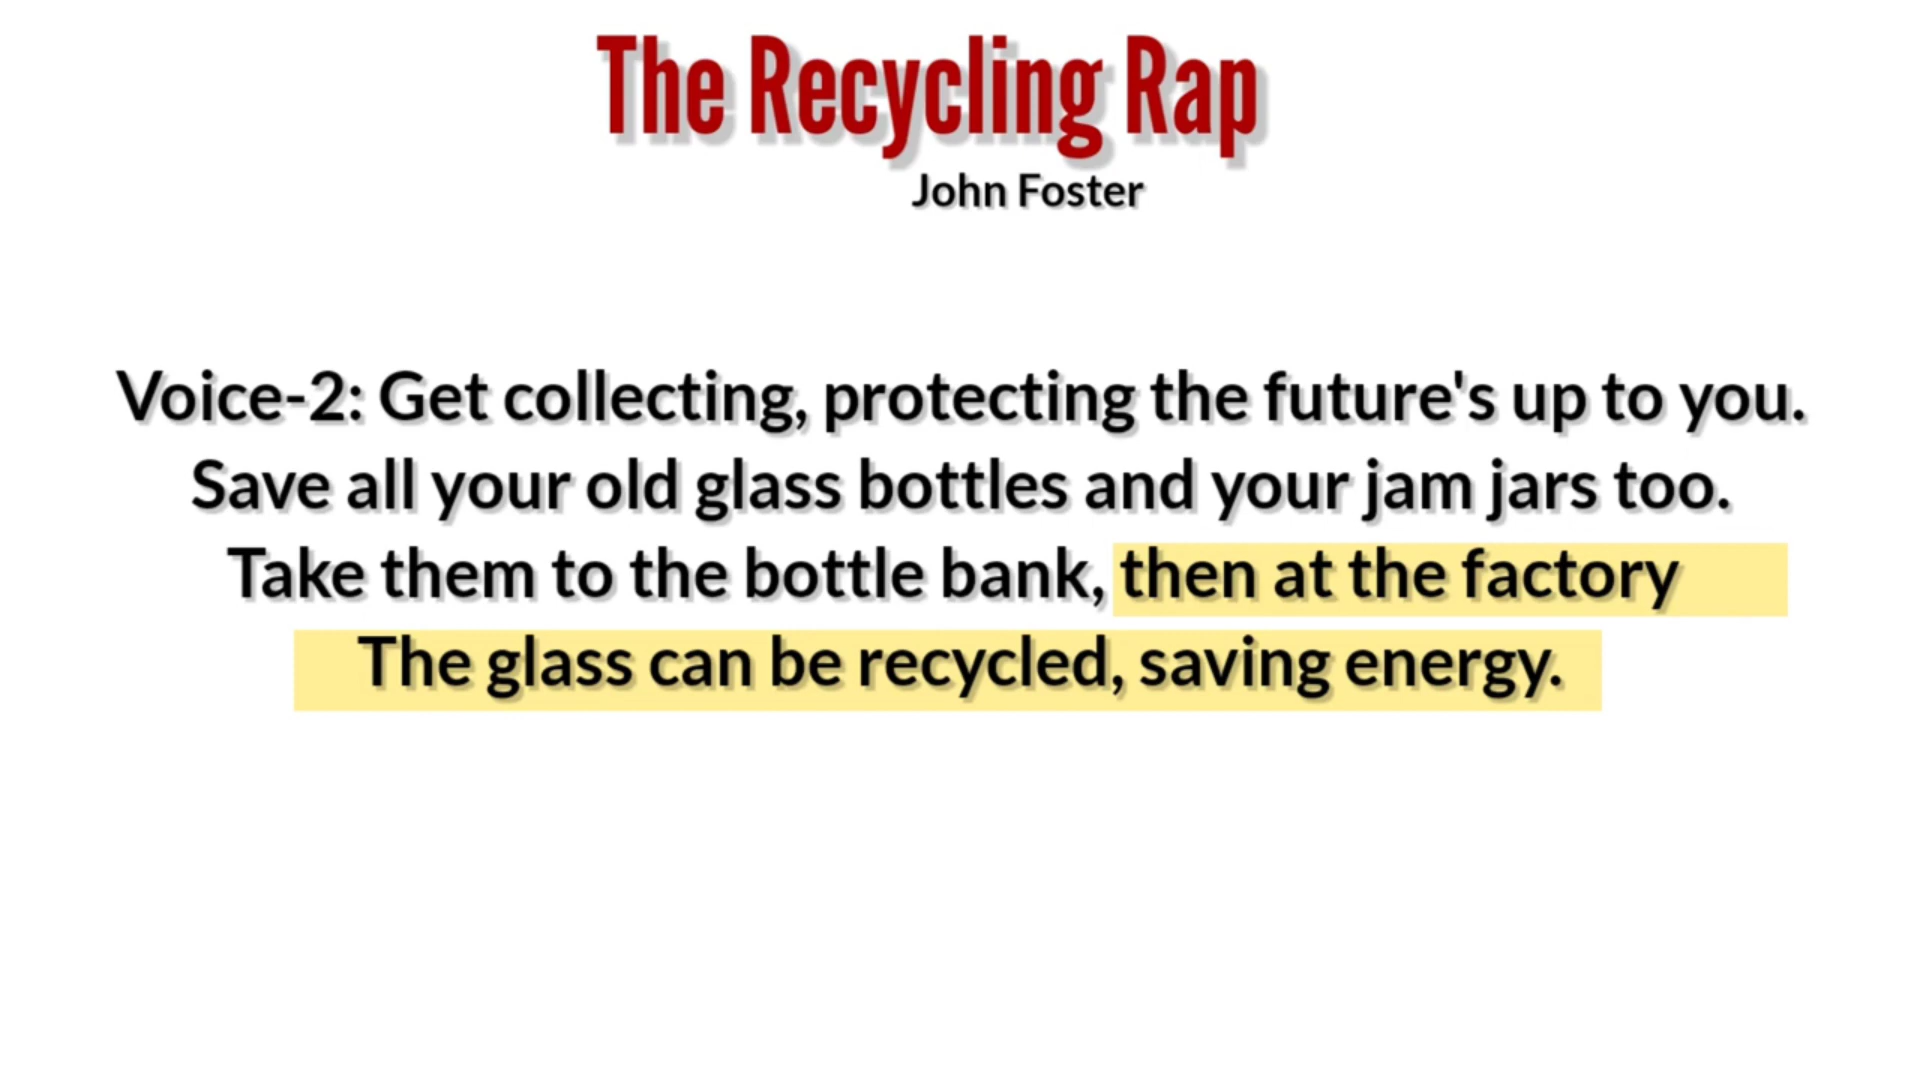 The Recycling Rap
John Foster
Voice-2: Get collecting, protecting the future's up to you.
Save all your old glass bottles and your jam jars too.
Take them to the bottle bank, then at the factory
The glass can be recycled, saving energy.